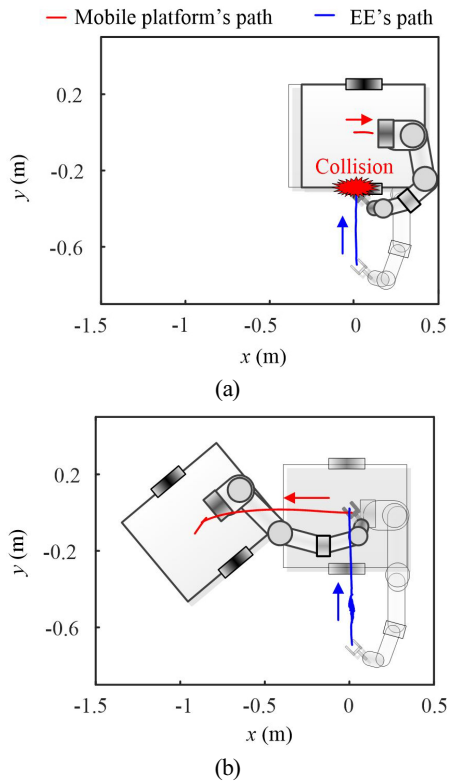 Mobile platform's path EE's path
0.2
-0.2
-0.6
y (m)
Collision
-1.5 -1 -0.5 0 0.5
x (m)
(a)
0.2
-0.2
-0.6
y (m)
-1.5 -1 -0.5 0 0.5
x (m)
(b)